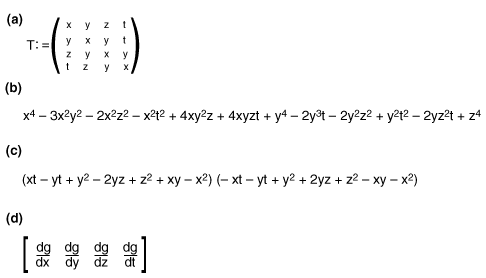 (a)
x y z t
y x y t
T:=
z y x y
t z y x
(b)
x⁴ – 3x²y² – 2x²z² – x²t² + 4xy²z + 4xyzt + y⁴ – 2y³t – 2y²z² + y²t² – 2yz²t + z⁴
(c)
(xt – yt + y² – 2yz + z² + xy – x²) (– xt – yt + y² + 2yz + z² – xy – x²)
(d)
dg dg dg dg
dx dy dz dt